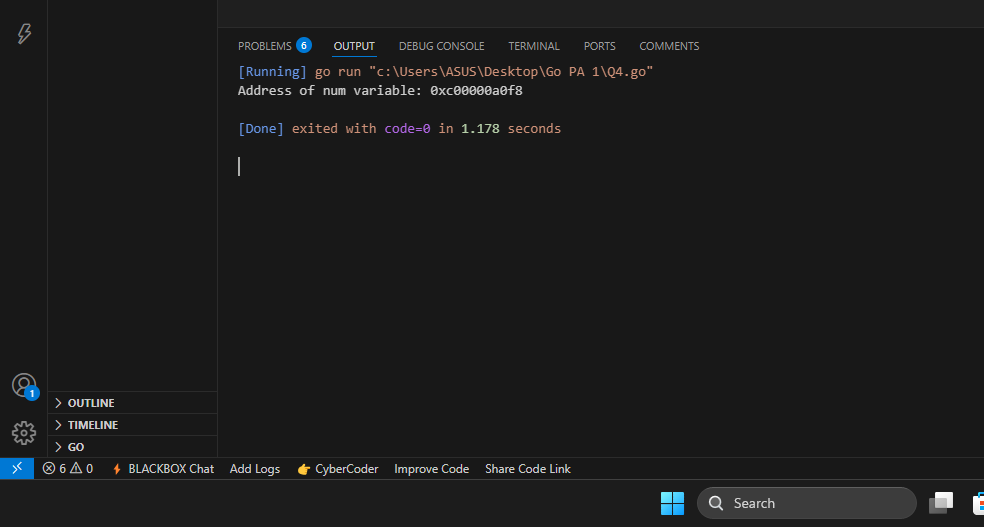 PROBLEMS 6 OUTPUT DEBUG CONSOLE TERMINAL PORTS COMMENTS
[Running] go run "c:\Users\ASUS\Desktop\Go PA 1\Q4.go"
Address of num variable: 0xc00000a0f8
[Done] exited with code=0 in 1.178 seconds
1
OUTLINE
TIMELINE
GO
6 0 BLACKBOX Chat Add Logs 👉 CyberCoder Improve Code Share Code Link
Search